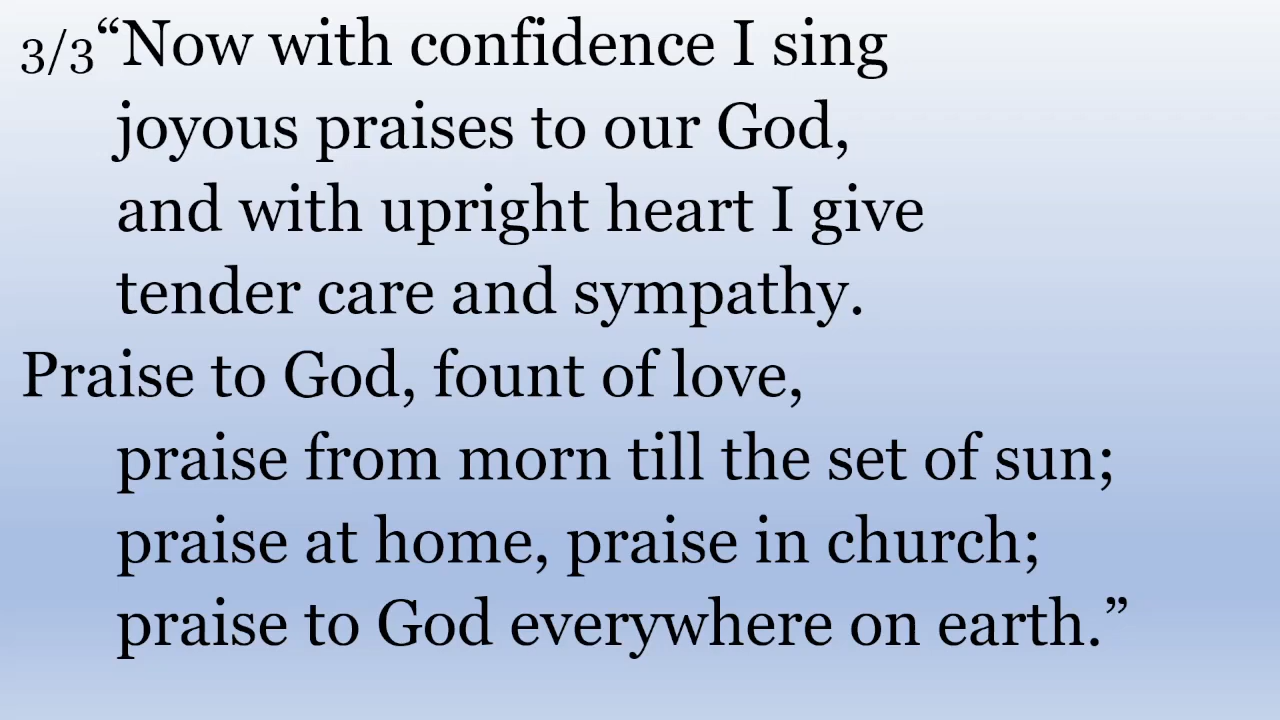 3/3“Now with confidence I sing
joyous praises to our God,
and with upright heart I give
tender care and sympathy.
Praise to God, fount of love,
praise from morn till the set of sun;
praise at home, praise in church;
praise to God everywhere on earth.”